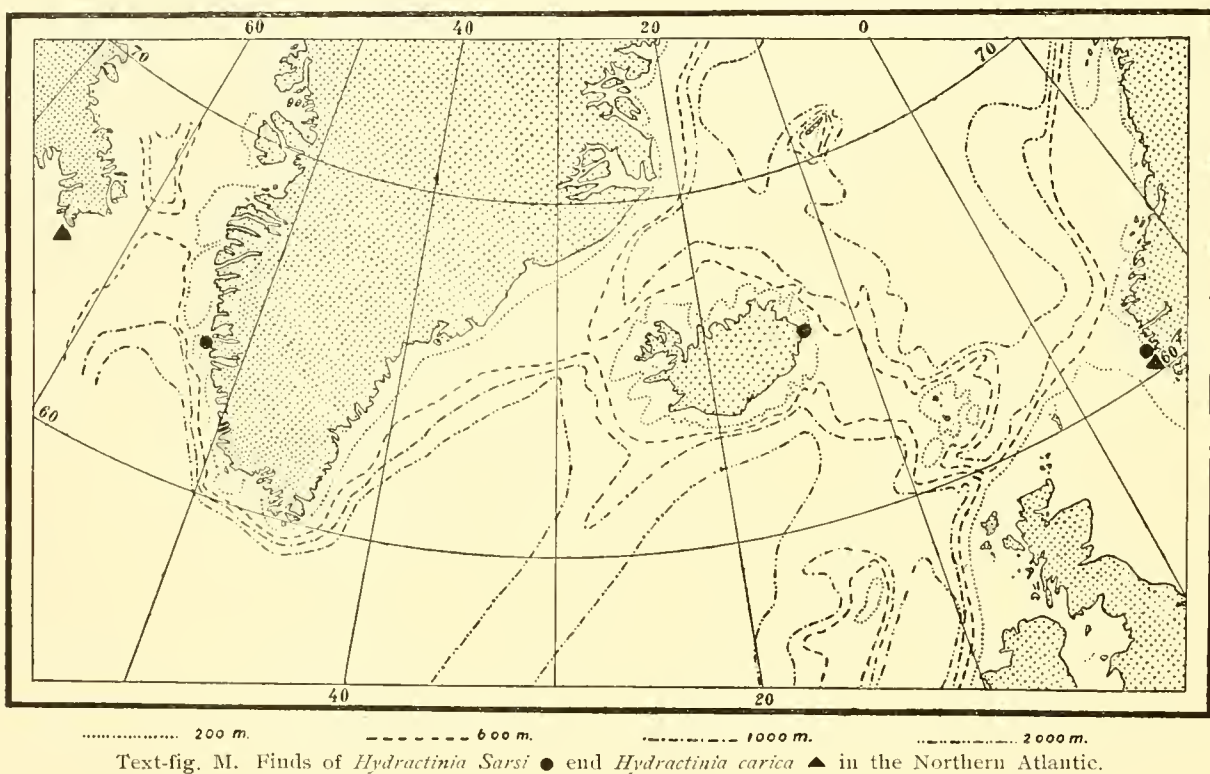 60 40 20 0
70 70
60 60
40 20
200 m. 600 m. 1000 m. 2000 m.
Text-fig. M. Finds of Hydractinia Sarsi ● end Hydractinia carica ▲ in the Northern Atlantic.